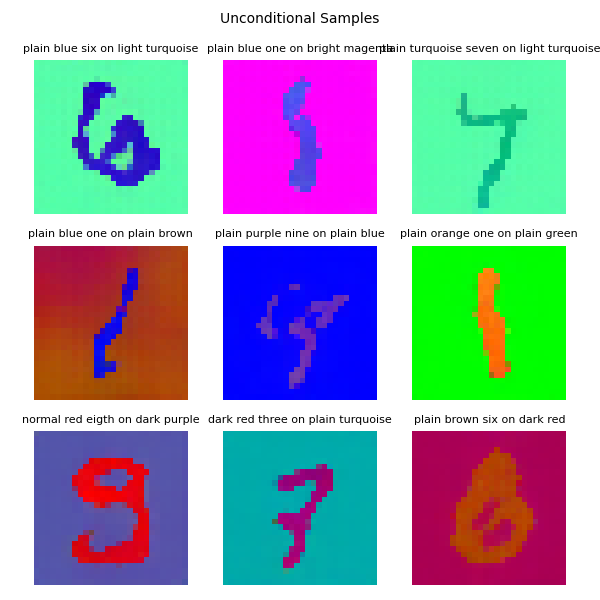 Unconditional Samples
plain blue six on light turquoise
plain blue one on bright magenta
plain turquoise seven on light turquoise
plain blue one on plain brown
plain purple nine on plain blue
plain orange one on plain green
normal red eigth on dark purple
dark red three on plain turquoise
plain brown six on dark red